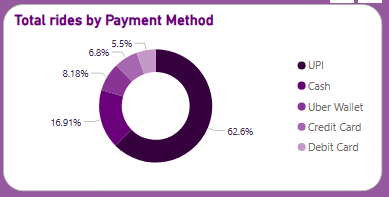 Total rides by Payment Method
5.5%
6.8%
8.18%
16.91%
62.6%
UPI
Cash
Uber Wallet
Credit Card
Debit Card